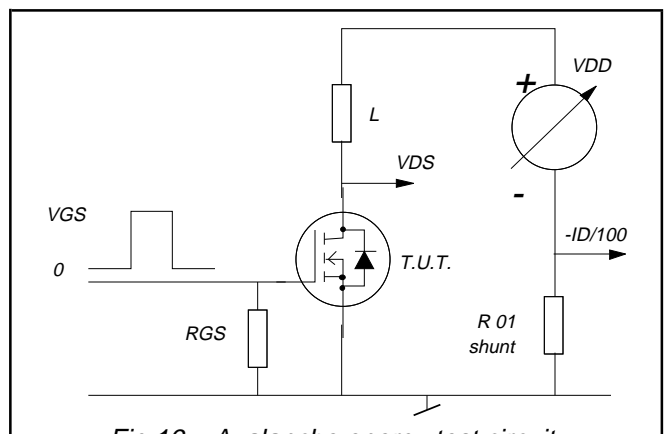 +
VDD
L
VDS
-
VGS
-ID/100
0
T.U.T.
RGS
R 01
shunt